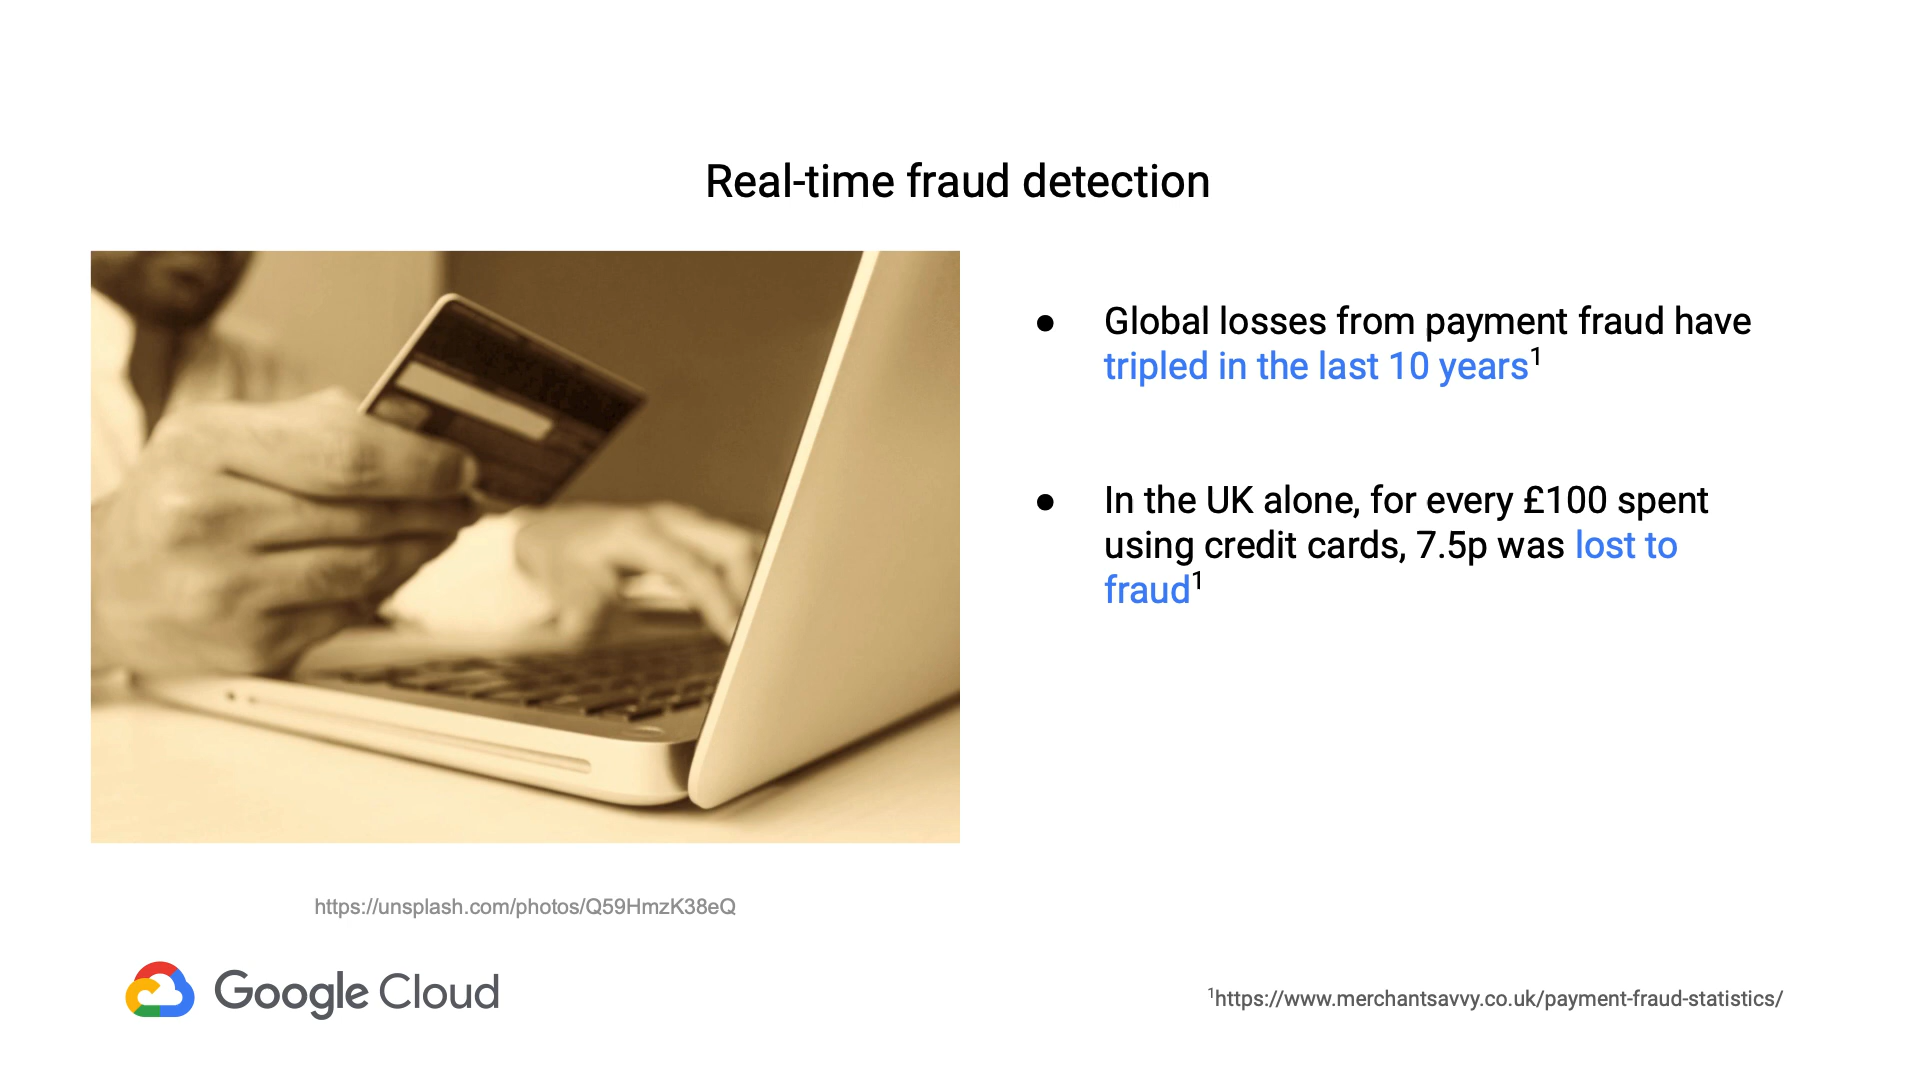 Real-time fraud detection
● Global losses from payment fraud have
tripled in the last 10 years¹
● In the UK alone, for every £100 spent
using credit cards, 7.5p was lost to
fraud¹
https://unsplash.com/photos/Q59HmzK38eQ
Google Cloud
¹https://www.merchantsavvy.co.uk/payment-fraud-statistics/